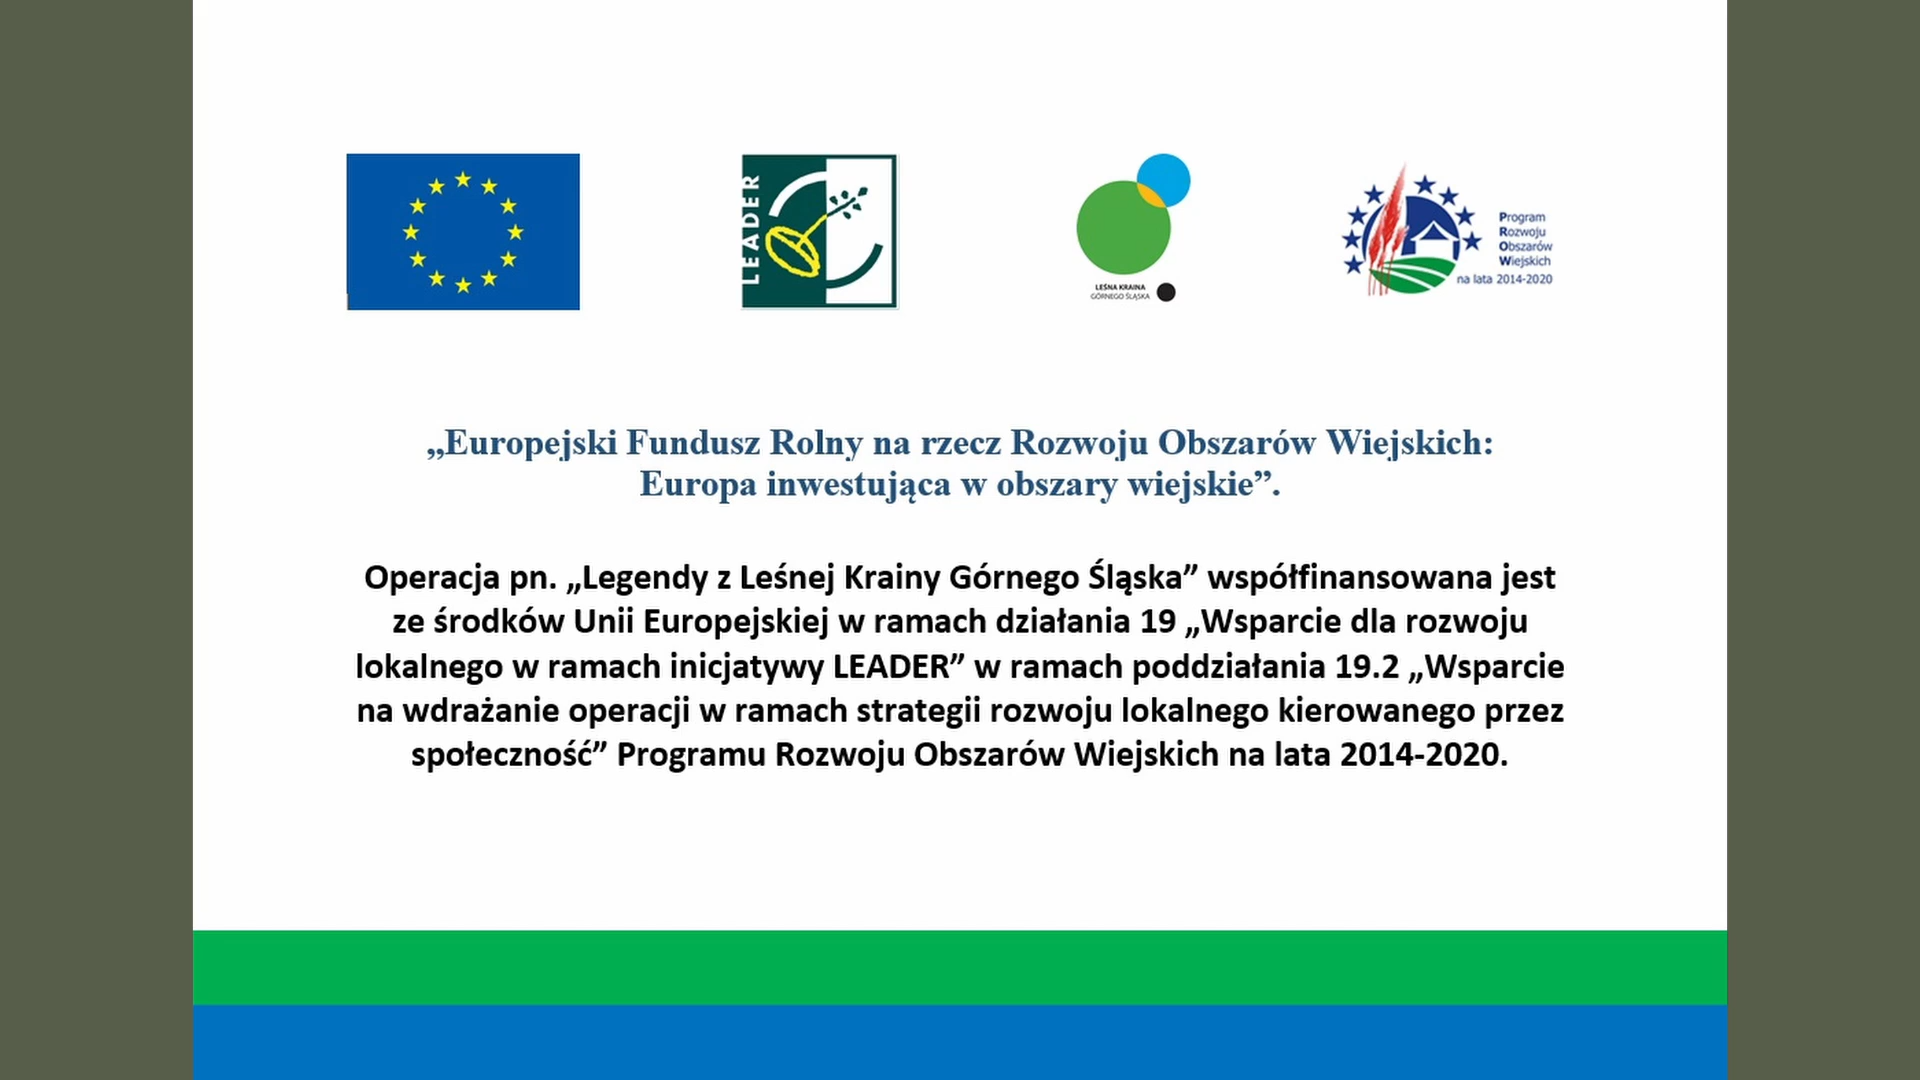 LEADER
LEŚNA KRAINA
GÓRNEGO ŚLĄSKA
Program
Rozwoju
Obszarów
Wiejskich
na lata 2014-2020
„Europejski Fundusz Rolny na rzecz Rozwoju Obszarów Wiejskich:
Europa inwestująca w obszary wiejskie”.
Operacja pn. „Legendy z Leśnej Krainy Górnego Śląska” współfinansowana jest
ze środków Unii Europejskiej w ramach działania 19 „Wsparcie dla rozwoju
lokalnego w ramach inicjatywy LEADER” w ramach poddziałania 19.2 „Wsparcie
na wdrażanie operacji w ramach strategii rozwoju lokalnego kierowanego przez
społeczność” Programu Rozwoju Obszarów Wiejskich na lata 2014-2020.